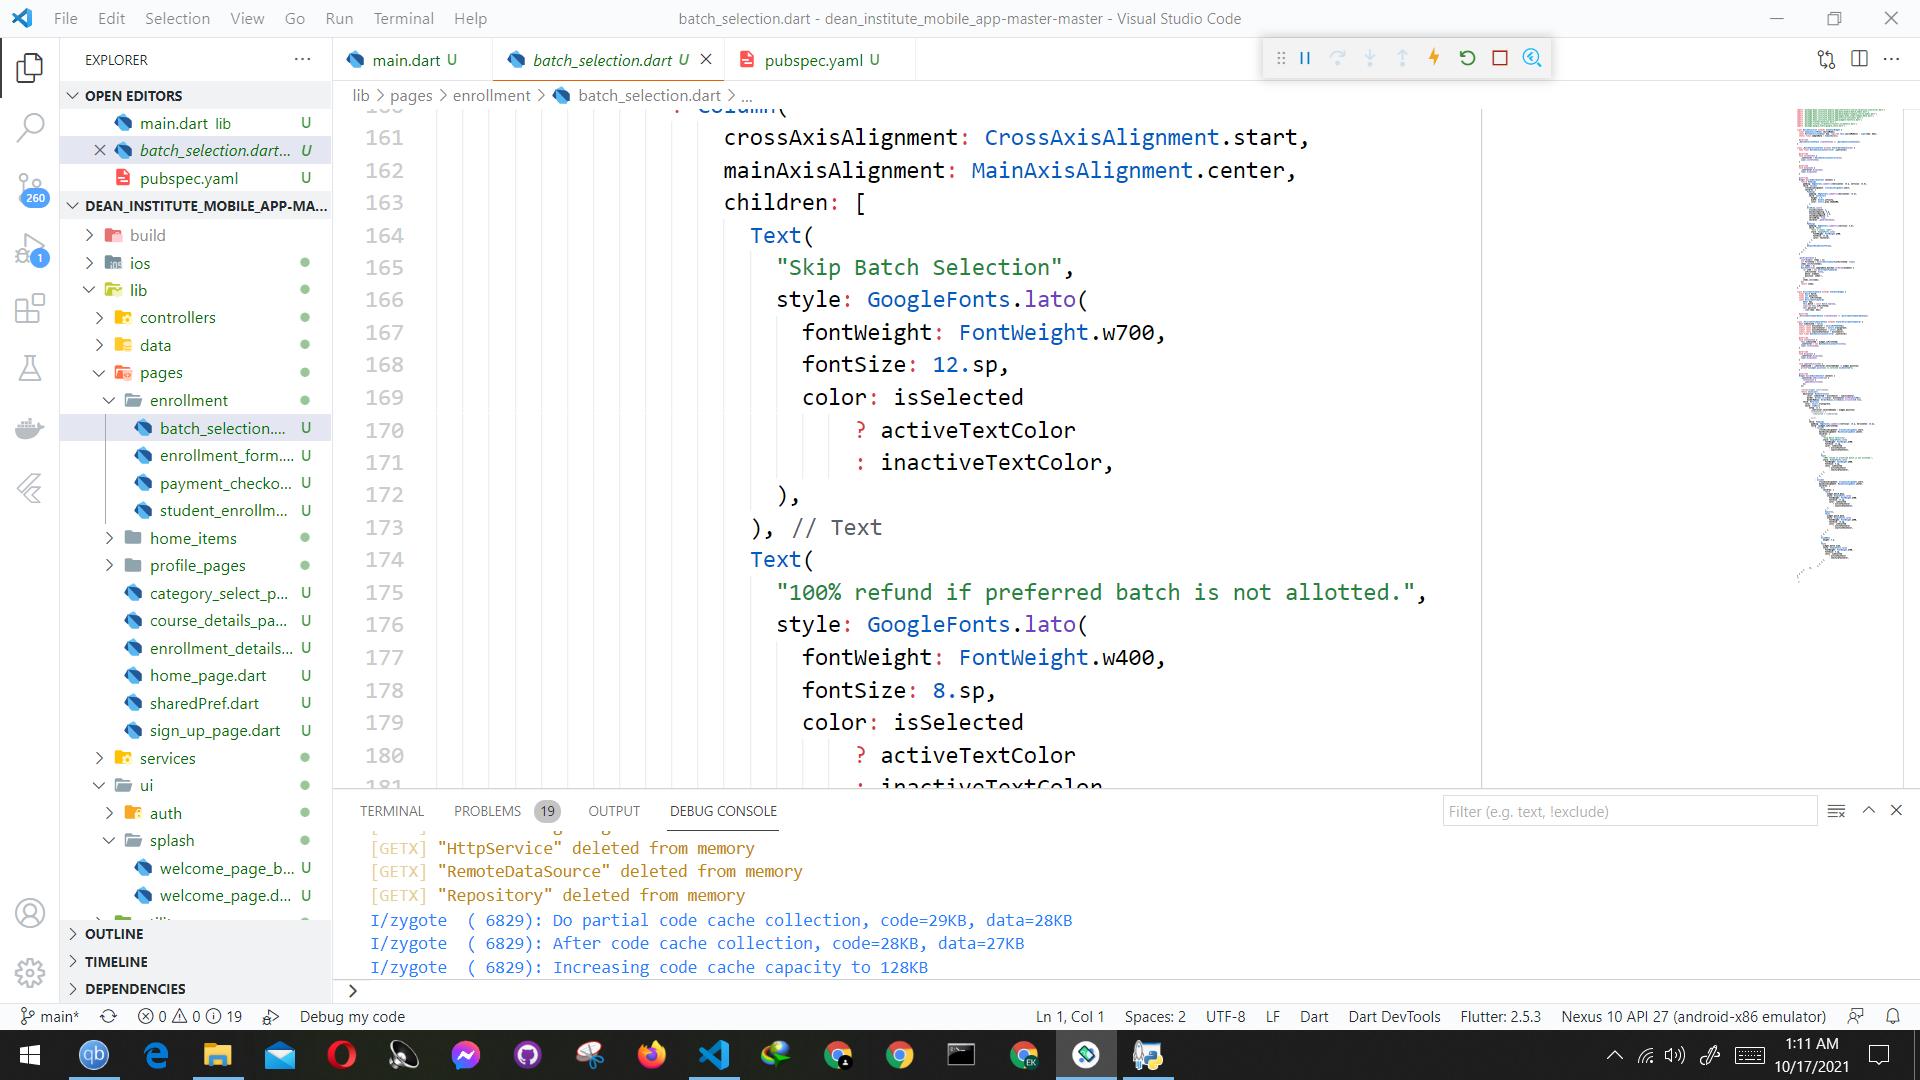 File Edit Selection View Go Run Terminal Help
batch_selection.dart - dean_institute_mobile_app-master-master - Visual Studio Code
EXPLORER
main.dart U
batch_selection.dart U
pubspec.yaml U
lib > pages > enrollment > batch_selection.dart > ...
OPEN EDITORS
main.dart lib U
batch_selection.dart... U
pubspec.yaml U
260
DEAN_INSTITUTE_MOBILE_APP-MA...
build
1
ios
lib
controllers
data
pages
enrollment
batch_selection.... U
enrollment_form.... U
payment_checko... U
student_enrollm... U
home_items
profile_pages
category_select_p... U
course_details_pa... U
enrollment_details... U
home_page.dart U
sharedPref.dart U
sign_up_page.dart U
services
ui
auth
splash
welcome_page_b... U
welcome_page.d... U
OUTLINE
TIMELINE
DEPENDENCIES
160 : Column(
161 crossAxisAlignment: CrossAxisAlignment.start,
162 mainAxisAlignment: MainAxisAlignment.center,
163 children: [
164 Text(
165 "Skip Batch Selection",
166 style: GoogleFonts.lato(
167 fontWeight: FontWeight.w700,
168 fontSize: 12.sp,
169 color: isSelected
170 ? activeTextColor
171 : inactiveTextColor,
172 ),
173 ), // Text
174 Text(
175 "100% refund if preferred batch is not allotted.",
176 style: GoogleFonts.lato(
177 fontWeight: FontWeight.w400,
178 fontSize: 8.sp,
179 color: isSelected
180 ? activeTextColor
181 : inactiveTextColor
TERMINAL PROBLEMS 19 OUTPUT DEBUG CONSOLE
Filter (e.g. text, !exclude)
[GETX] "HttpService" deleted from memory
[GETX] "RemoteDataSource" deleted from memory
[GETX] "Repository" deleted from memory
I/zygote ( 6829): Do partial code cache collection, code=29KB, data=28KB
I/zygote ( 6829): After code cache collection, code=28KB, data=27KB
I/zygote ( 6829): Increasing code cache capacity to 128KB
>
main* 0 0 19 Debug my code Ln 1, Col 1 Spaces: 2 UTF-8 LF Dart Dart DevTools Flutter: 2.5.3 Nexus 10 API 27 (android-x86 emulator)
qb
EK
1:11 AM
10/17/2021